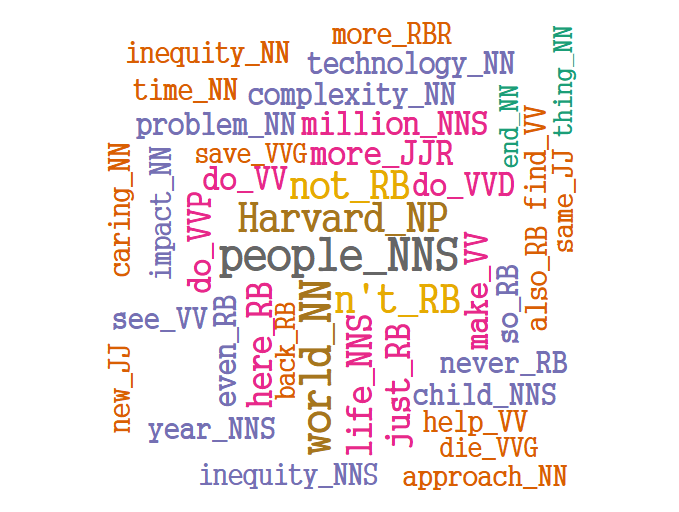 more_RBR
inequity_NN
technology_NN
time_NN
complexity_NN
problem_NN
million_NNS
end_NN
thing_NN
save_VVG
more_JJR
caring_NN
impact_NN
do_VV
not_RB
do_VVD
find_VV
same_JJ
do_VVP
Harvard_NP
people_NNS
make_VV
so_RB
also_RB
n't_RB
see_VV
even_RB
here_RB
back_RB
world_NN
life_NNS
just_RB
never_RB
new_JJ
child_NNS
year_NNS
help_VV
die_VVG
inequity_NNS
approach_NN